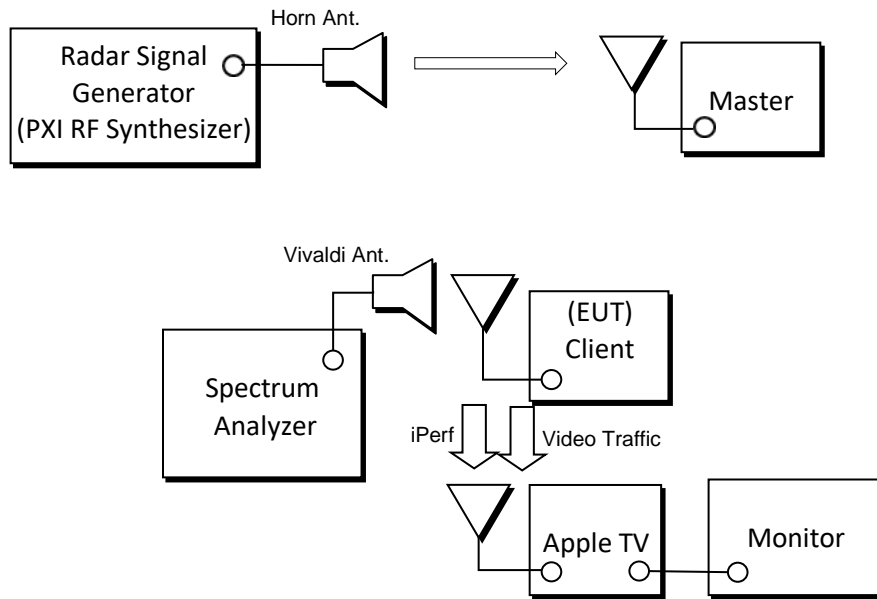 Horn Ant.
Radar Signal
Generator
(PXI RF Synthesizer)
Master
Vivaldi Ant.
(EUT)
Client
Spectrum
Analyzer
iPerf
Video Traffic
Apple TV
Monitor